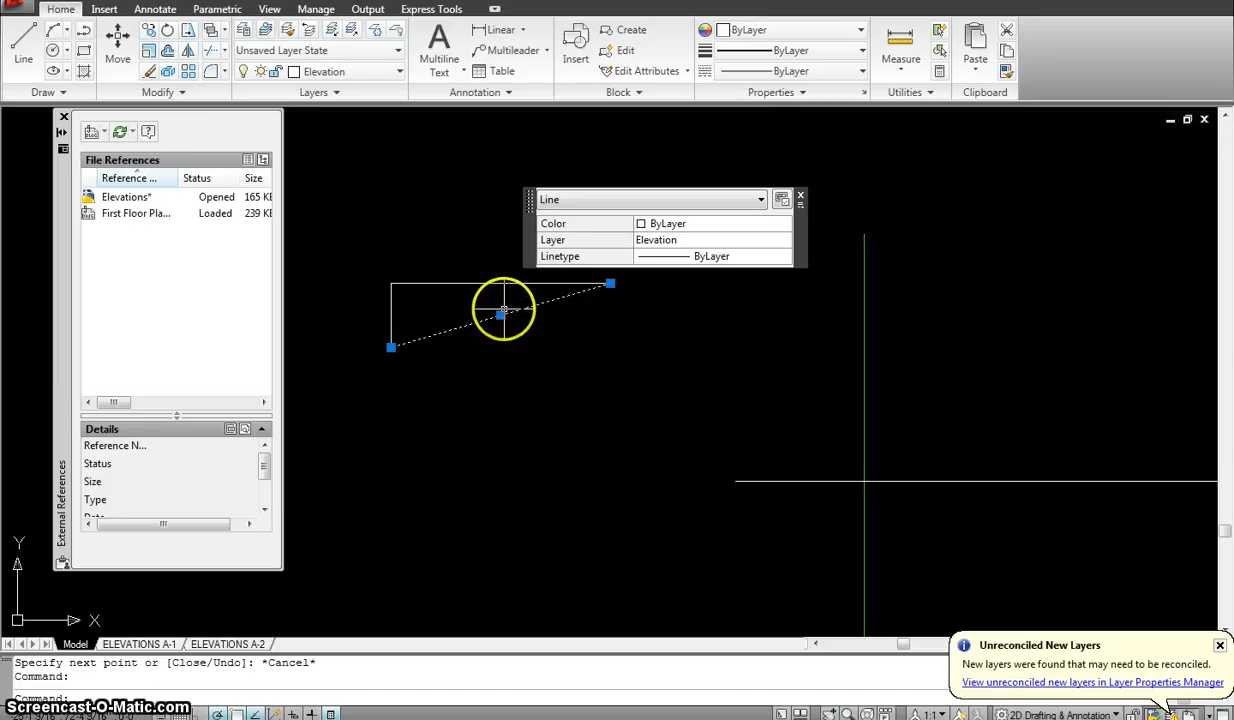 Home Insert Annotate Parametric View Manage Output Express Tools
Linear Create ByLayer
Unsaved Layer State Multileader Edit ByLayer
Line Move Multiline Text Insert Measure Paste
Elevation Table Edit Attributes ByLayer
Draw Modify Layers Annotation Block Properties Utilities Clipboard
File References
Reference ... Status Size
Elevations* Opened 165 KE
First Floor Pla... Loaded 239 KE
Line
Color ByLayer
Layer Elevation
Linetype ByLayer
Details
Reference N...
Status
Size
Type
External References
Y
X
Model ELEVATIONS A-1 ELEVATIONS A-2
Specify next point or [Close/Undo]: *Cancel*
Command:
Command:
Unreconciled New Layers
New layers were found that may need to be reconciled.
View unreconciled new layers in Layer Properties Manager
Screencast-O-Matic.com
1:1 2D Drafting & Annotation